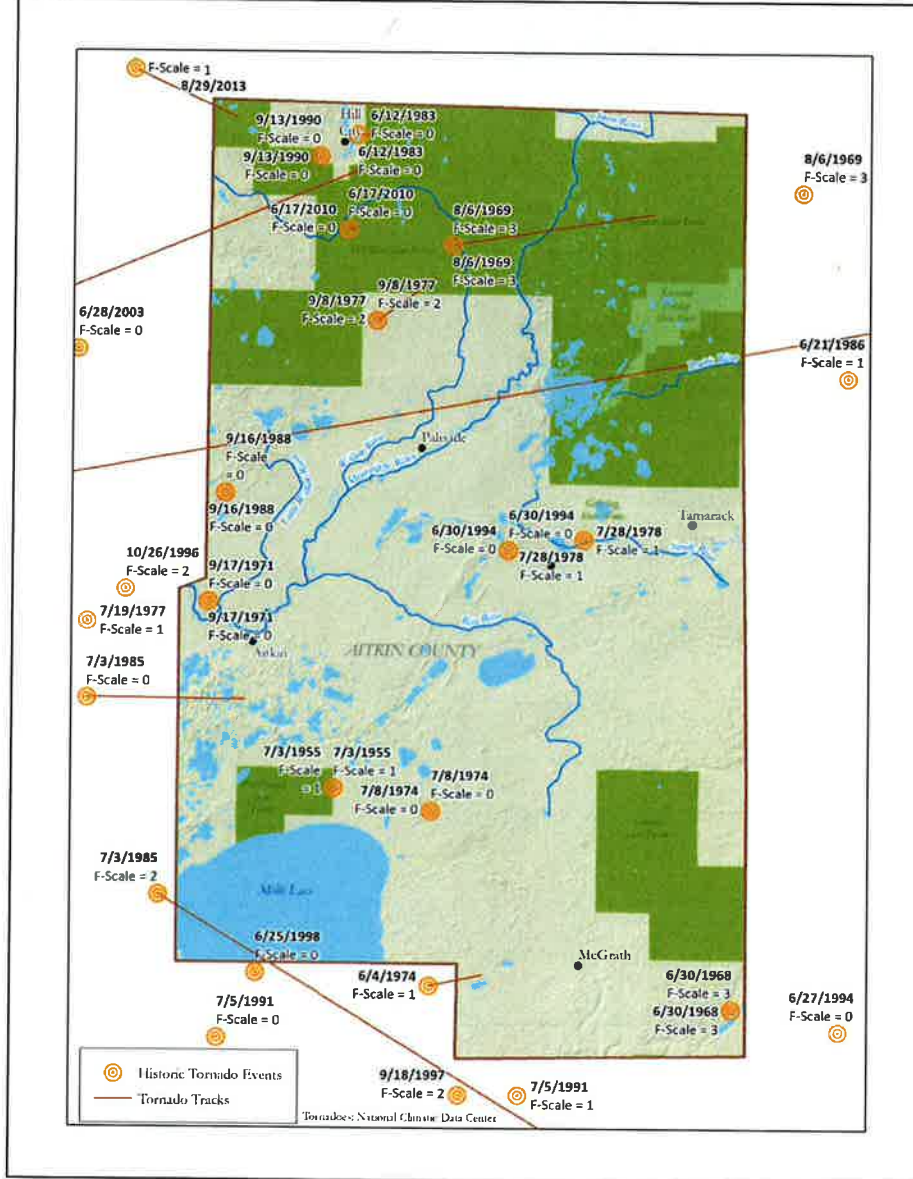 F-Scale = 1
8/29/2013
9/13/1990
F-Scale = 0
Hill
City
6/12/1983
F-Scale = 0
9/13/1990
F-Scale = 0
6/12/1983
F-Scale = 0
8/6/1969
F-Scale = 3
6/17/2010
F-Scale = 0
6/17/2010
F-Scale = 0
8/6/1969
F-Scale = 3
8/6/1969
F-Scale = 3
9/8/1977
F-Scale = 2
9/8/1977
F-Scale = 2
6/28/2003
F-Scale = 0
6/21/1986
F-Scale = 1
9/16/1988
F-Scale
= 0
Palisade
9/16/1988
F-Scale = 0
6/30/1994
F-Scale = 0
6/30/1994
F-Scale = 0
7/28/1978
F-Scale = 1
Tamarack
7/28/1978
F-Scale = 1
10/26/1996
F-Scale = 2
9/17/1971
F-Scale = 0
7/19/1977
F-Scale = 1
9/17/1971
F-Scale = 0
Aitkin
AITKIN COUNTY
7/3/1985
F-Scale = 0
7/3/1955
F-Scale
= 1
7/3/1955
F-Scale = 1
7/8/1974
F-Scale = 0
7/8/1974
F-Scale = 0
7/3/1985
F-Scale = 2
Mille Lacs
6/25/1998
F-Scale = 0
6/4/1974
F-Scale = 1
McGrath
6/30/1968
F-Scale = 3
6/30/1968
F-Scale = 3
7/5/1991
F-Scale = 0
6/27/1994
F-Scale = 0
9/18/1997
F-Scale = 2
7/5/1991
F-Scale = 1
Historic Tornado Events
Tornado Tracks
Tornadoes: National Climatic Data Center